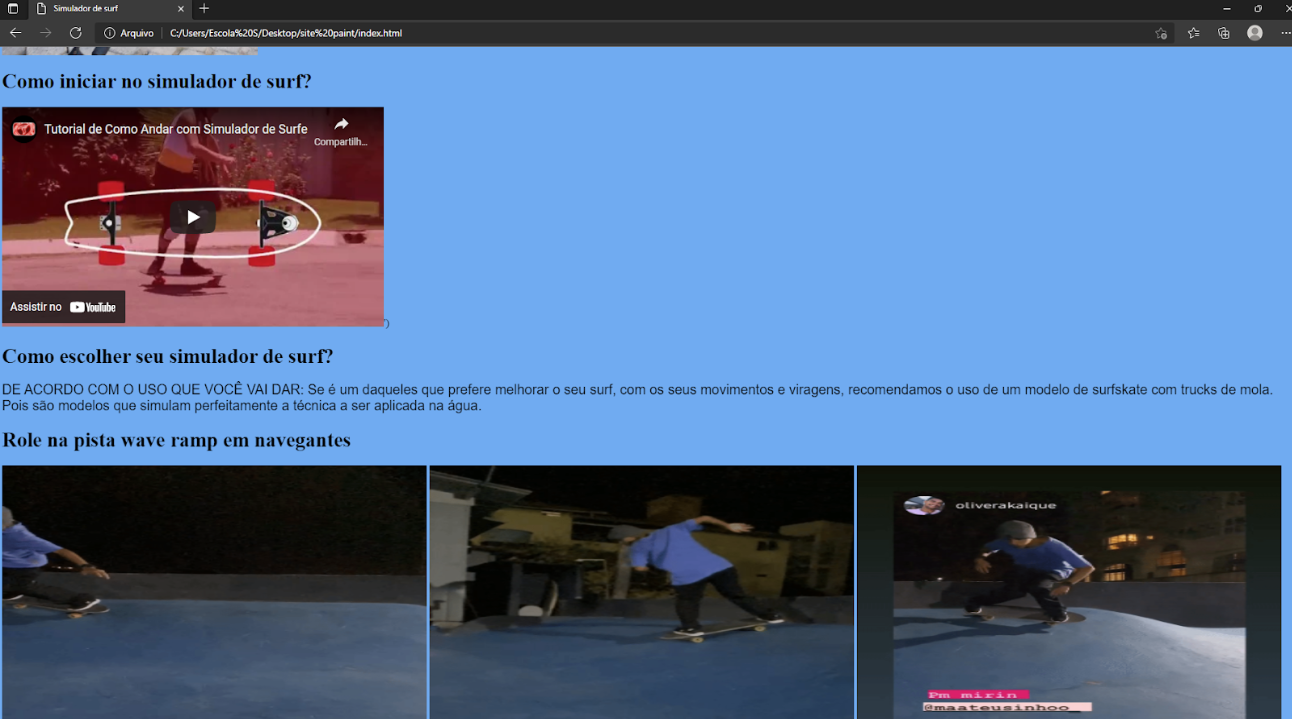 Simulador de surf
Arquivo
C:/Users/Escola%20S/Desktop/site%20paint/index.html
Como iniciar no simulador de surf?
Tutorial de Como Andar com Simulador de Surfe
Compartilh...
Assistir no YouTube
')
Como escolher seu simulador de surf?
DE ACORDO COM O USO QUE VOCÊ VAI DAR: Se é um daqueles que prefere melhorar o seu surf, com os seus movimentos e viragens, recomendamos o uso de um modelo de surfskate com trucks de mola.
Pois são modelos que simulam perfeitamente a técnica a ser aplicada na água.
Role na pista wave ramp em navegantes
oliverakaique
Pm mirin
@maateusinhoo_